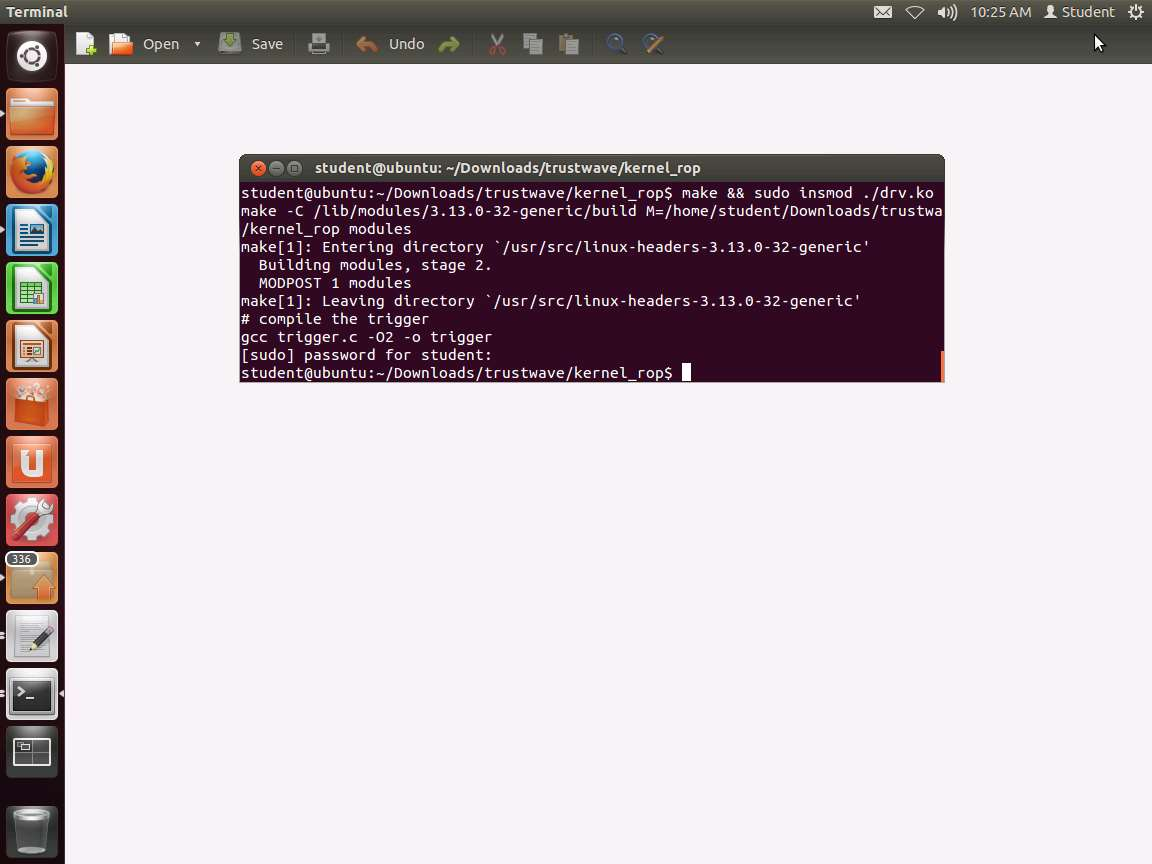 Terminal
10:25 AM Student
Open Save Undo
student@ubuntu: ~/Downloads/trustwave/kernel_rop
student@ubuntu:~/Downloads/trustwave/kernel_rop$ make && sudo insmod ./drv.ko
make -C /lib/modules/3.13.0-32-generic/build M=/home/student/Downloads/trustwa
/kernel_rop modules
make[1]: Entering directory `/usr/src/linux-headers-3.13.0-32-generic'
  Building modules, stage 2.
  MODPOST 1 modules
make[1]: Leaving directory `/usr/src/linux-headers-3.13.0-32-generic'
# compile the trigger
gcc trigger.c -O2 -o trigger
[sudo] password for student:
student@ubuntu:~/Downloads/trustwave/kernel_rop$
336